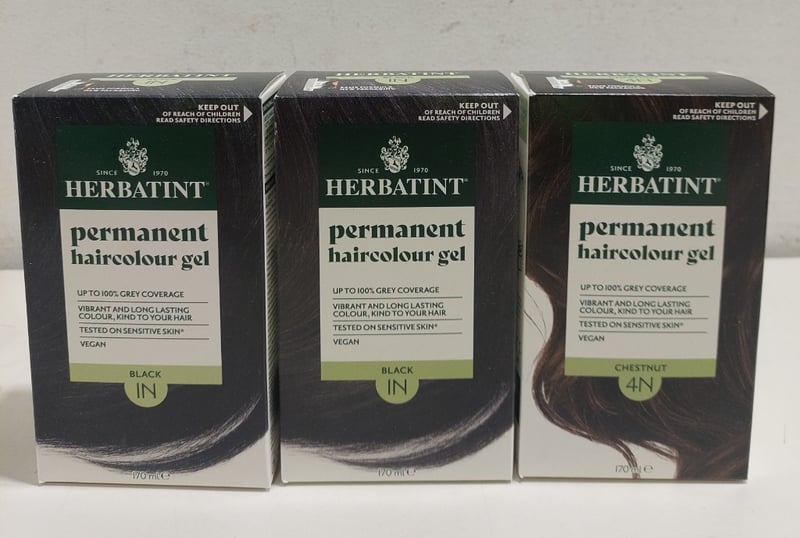 HERBATINT
1N
KEEP OUT
OF REACH OF CHILDREN
READ SAFETY DIRECTIONS
SINCE 1970
HERBATINT®
permanent
haircolour gel
UP TO 100% GREY COVERAGE
VIBRANT AND LONG LASTING
COLOUR, KIND TO YOUR HAIR
TESTED ON SENSITIVE SKIN*
VEGAN
BLACK
1N
170 ml e
HERBATINT
1N
KEEP OUT
OF REACH OF CHILDREN
READ SAFETY DIRECTIONS
SINCE 1970
HERBATINT®
permanent
haircolour gel
UP TO 100% GREY COVERAGE
VIBRANT AND LONG LASTING
COLOUR, KIND TO YOUR HAIR
TESTED ON SENSITIVE SKIN*
VEGAN
BLACK
1N
170 ml e
HERBATINT
4N
KEEP OUT
OF REACH OF CHILDREN
READ SAFETY DIRECTIONS
SINCE 1970
HERBATINT®
permanent
haircolour gel
UP TO 100% GREY COVERAGE
VIBRANT AND LONG LASTING
COLOUR, KIND TO YOUR HAIR
TESTED ON SENSITIVE SKIN*
VEGAN
CHESTNUT
4N
170 ml e